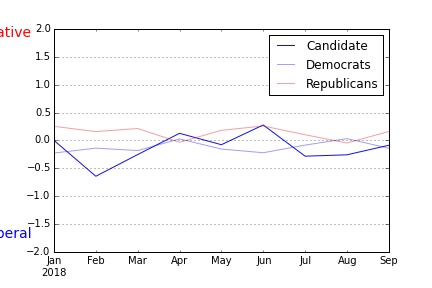 ative
beral
2.0
1.5
1.0
0.5
0.0
−0.5
−1.0
−1.5
−2.0
Jan Feb Mar Apr May Jun Jul Aug Sep
2018
Candidate
Democrats
Republicans